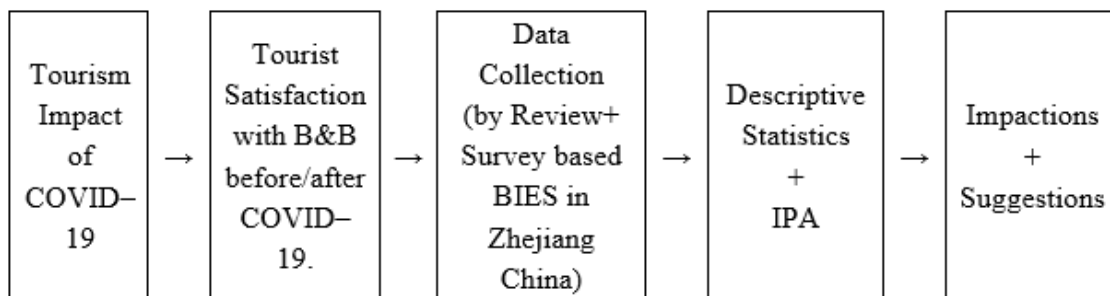 Tourism
Impact
of
COVID–
19
→
Tourist
Satisfaction
with B&B
before/after
COVID–
19.
→
Data
Collection
(by Review+
Survey based
BIES in
Zhejiang
China)
→
Descriptive
Statistics
+
IPA
→
Impactions
+
Suggestions